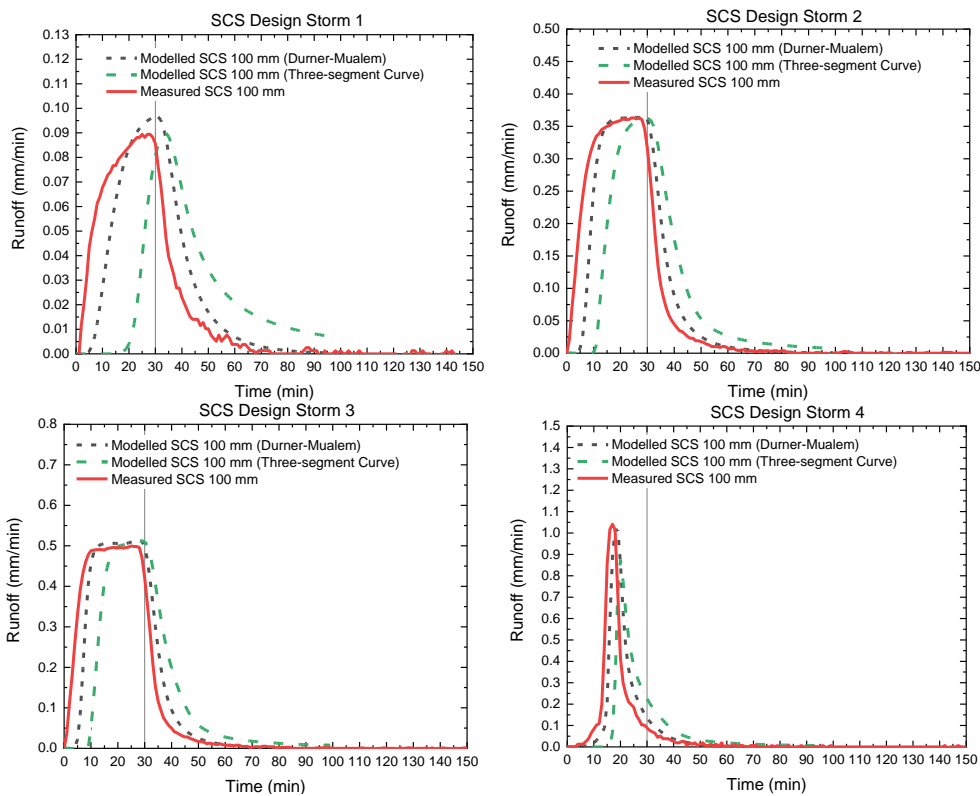 SCS Design Storm 1
0.13
0.12
0.11
0.10
0.09
0.08
0.07
0.06
0.05
0.04
0.03
0.02
0.01
0.00
Runoff (mm/min)
Modelled SCS 100 mm (Durner-Mualem)
Modelled SCS 100 mm (Three-segment Curve)
Measured SCS 100 mm
0 10 20 30 40 50 60 70 80 90 100 110 120 130 140 150
Time (min)
SCS Design Storm 2
0.50
0.45
0.40
0.35
0.30
0.25
0.20
0.15
0.10
0.05
0.00
Runoff (mm/min)
Modelled SCS 100 mm (Durner-Mualem)
Modelled SCS 100 mm (Three-segment Curve)
Measured SCS 100 mm
0 10 20 30 40 50 60 70 80 90 100 110 120 130 140 150
Time (min)
SCS Design Storm 3
0.8
0.7
0.6
0.5
0.4
0.3
0.2
0.1
0.0
Runoff (mm/min)
Modelled SCS 100 mm (Durner-Mualem)
Modelled SCS 100 mm (Three-segment Curve)
Measured SCS 100 mm
0 10 20 30 40 50 60 70 80 90 100 110 120 130 140 150
Time (min)
SCS Design Storm 4
1.5
1.4
1.3
1.2
1.1
1.0
0.9
0.8
0.7
0.6
0.5
0.4
0.3
0.2
0.1
0.0
Runoff (mm/min)
Modelled SCS 100 mm (Durner-Mualem)
Modelled SCS 100 mm (Three-segment Curve)
Measured SCS 100 mm
0 10 20 30 40 50 60 70 80 90 100 110 120 130 140 150
Time (min)